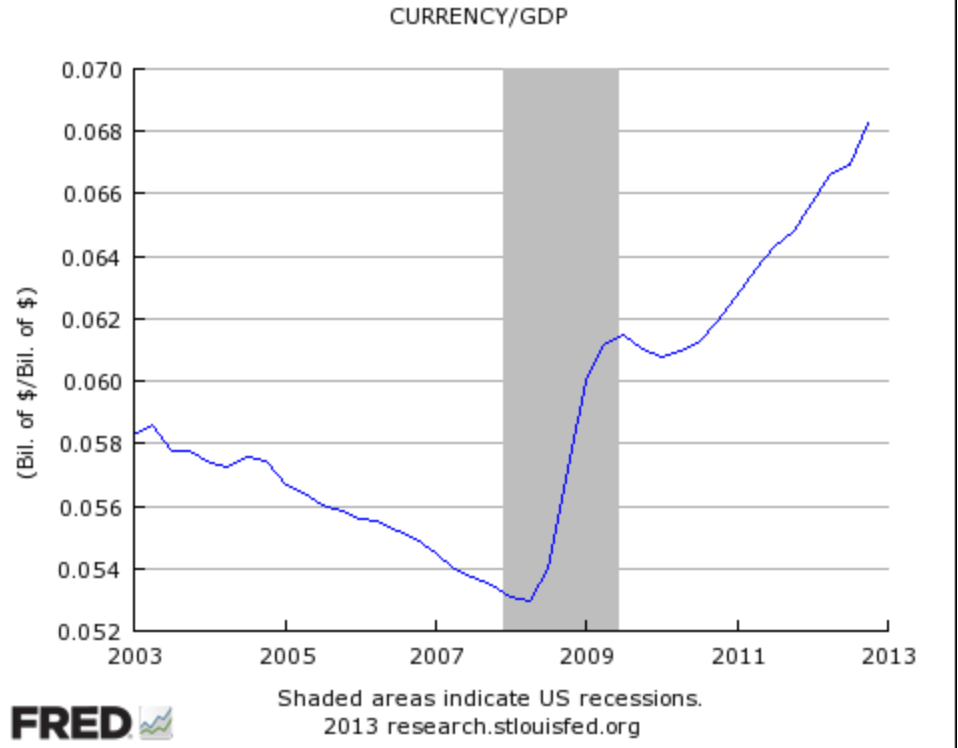 CURRENCY/GDP
0.070
0.068
0.066
0.064
0.062
0.060
0.058
0.056
0.054
0.052
(Bil. of $/Bil. of $)
2003 2005 2007 2009 2011 2013
Shaded areas indicate US recessions.
FRED 2013 research.stlouisfed.org